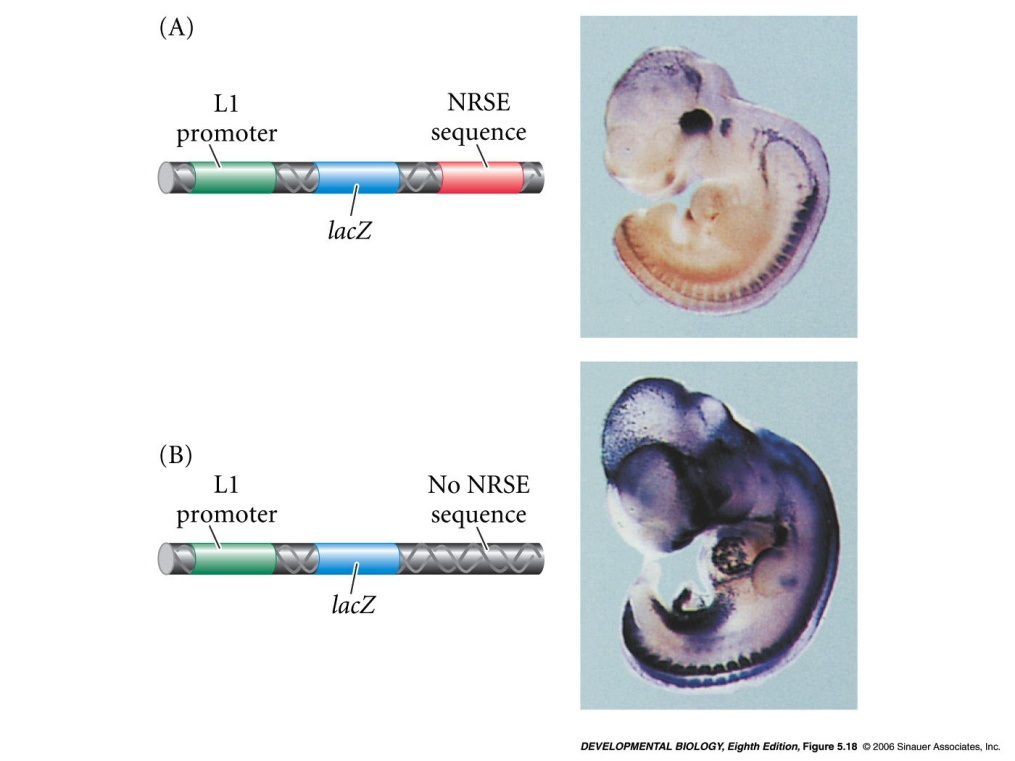 (A)
L1
promoter
NRSE
sequence
lacZ
(B)
L1
promoter
No NRSE
sequence
lacZ
DEVELOPMENTAL BIOLOGY, Eighth Edition, Figure 5.18 © 2006 Sinauer Associates, Inc.